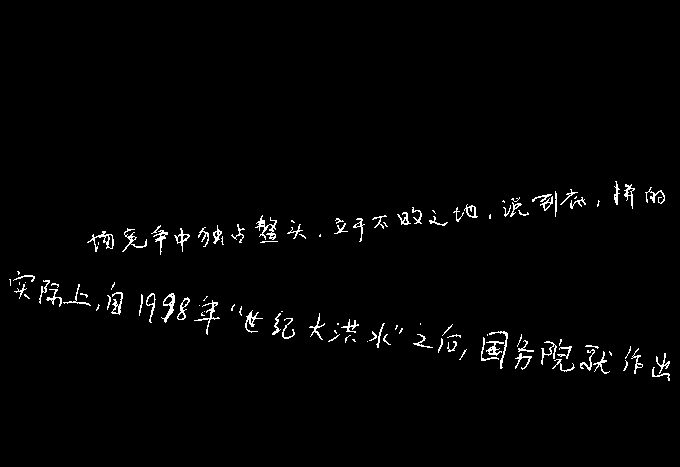 场竞争中独占鳌头，立于不败之地，说到底，拼的
实际上，自1998年“世纪大洪水”之后，国务院就作出